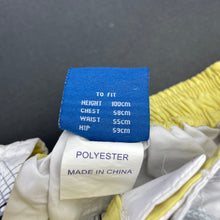 TO FIT
HEIGHT 100cm
CHEST 58cm
WAIST 55cm
HIP 59cm
POLYESTER
MADE IN CHINA